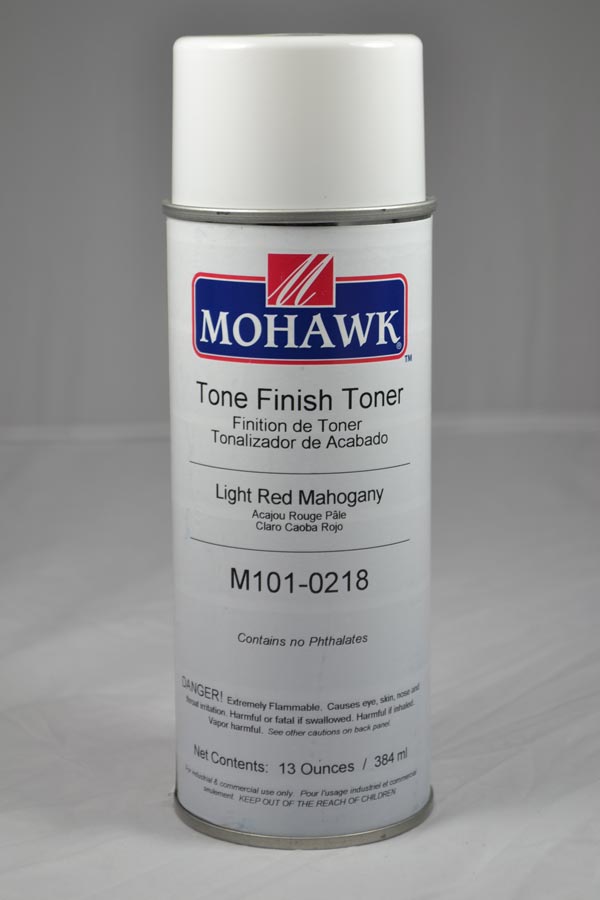 M
MOHAWK®
™
Tone Finish Toner
Finition de Toner
Tonalizador de Acabado
Light Red Mahogany
Acajou Rouge Pâle
Claro Caoba Rojo
M101-0218
Contains no Phthalates
DANGER! Extremely Flammable. Causes eye, skin, nose and
throat irritation. Harmful or fatal if swallowed. Harmful if inhaled.
Vapor harmful. See other cautions on back panel.
Net Contents: 13 Ounces / 384 ml
For industrial & commercial use only. Pour l'usage industriel et commercial
seulement. KEEP OUT OF THE REACH OF CHILDREN.